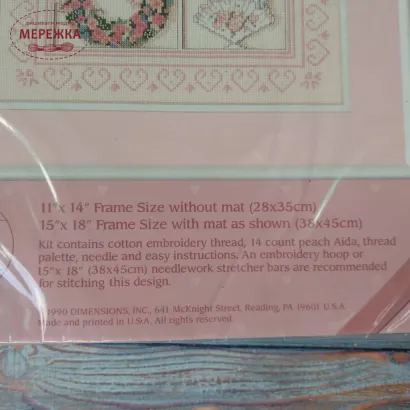 МЕРЕЖКА
11" x 14" Frame Size without mat (28x35cm)
15" x 18" Frame Size with mat as shown (38x45cm)
Kit contains cotton embroidery thread, 14 count peach Aida, thread
palette, needle and easy instructions. An embroidery hoop or
15" x 18" (38x45cm) needlework stretcher bars are recommended
for stitching this design.
©1990 DIMENSIONS, INC., 641 McKnight Street, Reading, PA 19601 U.S.A.
Made and printed in U.S.A. All rights reserved.